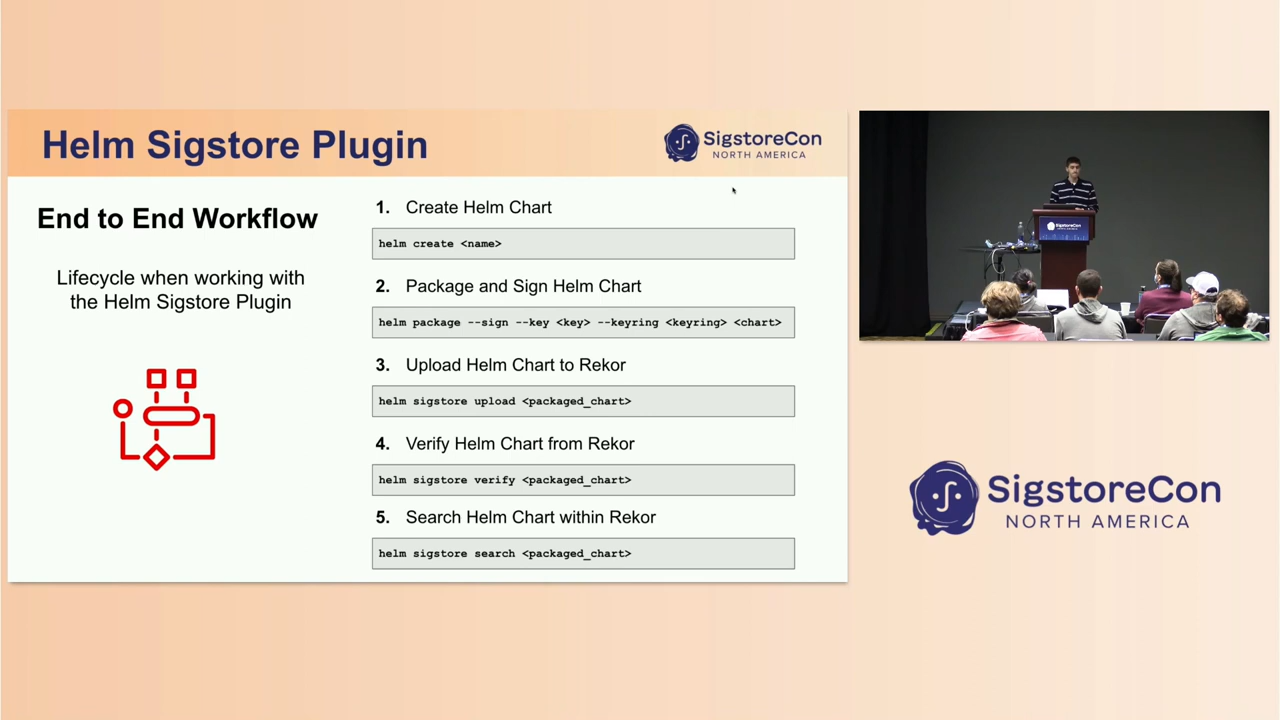 Helm Sigstore Plugin
SigstoreCon
NORTH AMERICA
End to End Workflow
Lifecycle when working with
the Helm Sigstore Plugin
1. Create Helm Chart
helm create <name>
2. Package and Sign Helm Chart
helm package --sign --key <key> --keyring <keyring> <chart>
3. Upload Helm Chart to Rekor
helm sigstore upload <packaged_chart>
4. Verify Helm Chart from Rekor
helm sigstore verify <packaged_chart>
5. Search Helm Chart within Rekor
helm sigstore search <packaged_chart>
SigstoreCon
SigstoreCon
NORTH AMERICA